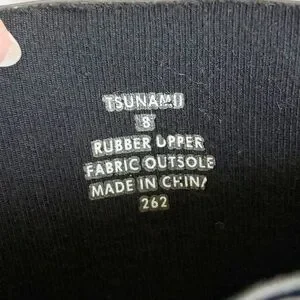 TSUNAMI
8
RUBBER UPPER
FABRIC OUTSOLE
MADE IN CHINA
262